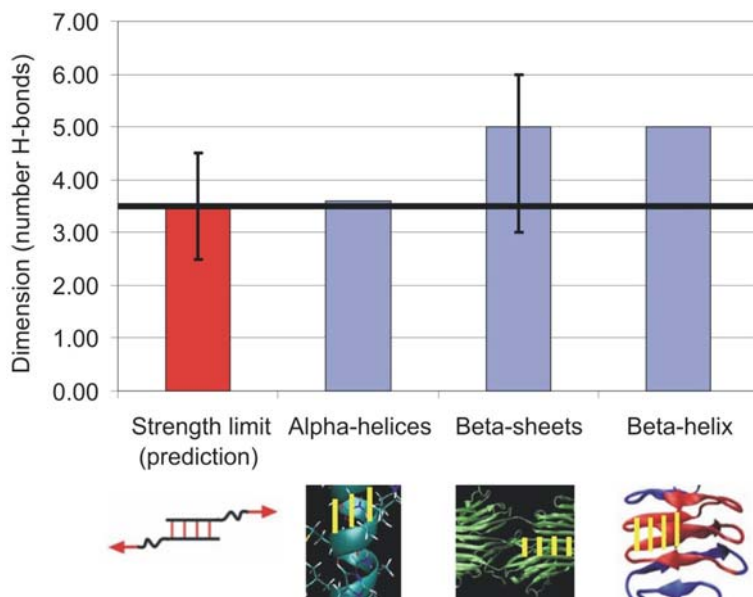 7.00
6.00
5.00
4.00
3.00
2.00
1.00
0.00
Dimension (number H-bonds)
Strength limit
(prediction)
Alpha-helices
Beta-sheets
Beta-helix